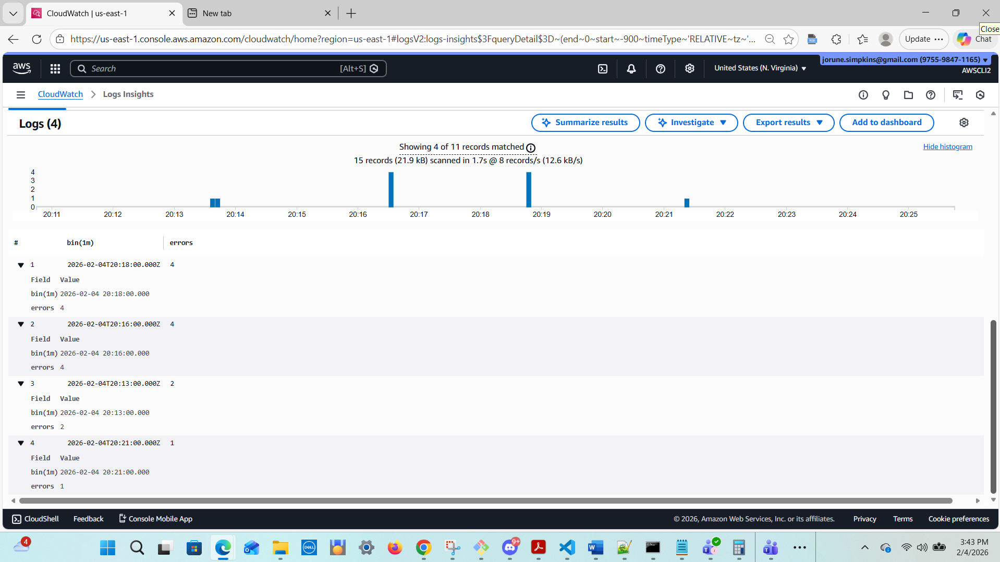 CloudWatch | us-east-1
New tab
Close
https://us-east-1.console.aws.amazon.com/cloudwatch/home?region=us-east-1#logsV2:logs-insights$3FqueryDetail$3D~(end~0~start~-900~timeType~'RELATIVE~tz~'...
Update
Chat
aws
Search
[Alt+S]
United States (N. Virginia)
jorune.simpkins@gmail.com (9755-9847-1165)
AWSCLI2
CloudWatch
Logs Insights
Logs (4)
Summarize results
Investigate
Export results
Add to dashboard
Showing 4 of 11 records matched
Hide histogram
15 records (21.9 kB) scanned in 1.7s @ 8 records/s (12.6 kB/s)
4
3
2
1
0
20:11 20:12 20:13 20:14 20:15 20:16 20:17 20:18 20:19 20:20 20:21 20:22 20:23 20:24 20:25
# bin(1m) errors
1 2026-02-04T20:18:00.000Z 4
Field Value
bin(1m) 2026-02-04 20:18:00.000
errors 4
2 2026-02-04T20:16:00.000Z 4
Field Value
bin(1m) 2026-02-04 20:16:00.000
errors 4
3 2026-02-04T20:13:00.000Z 2
Field Value
bin(1m) 2026-02-04 20:13:00.000
errors 2
4 2026-02-04T20:21:00.000Z 1
Field Value
bin(1m) 2026-02-04 20:21:00.000
errors 1
CloudShell
Feedback
Console Mobile App
© 2026, Amazon Web Services, Inc. or its affiliates.
Privacy
Terms
Cookie preferences
4
DELL
9+
3:43 PM
2/4/2026